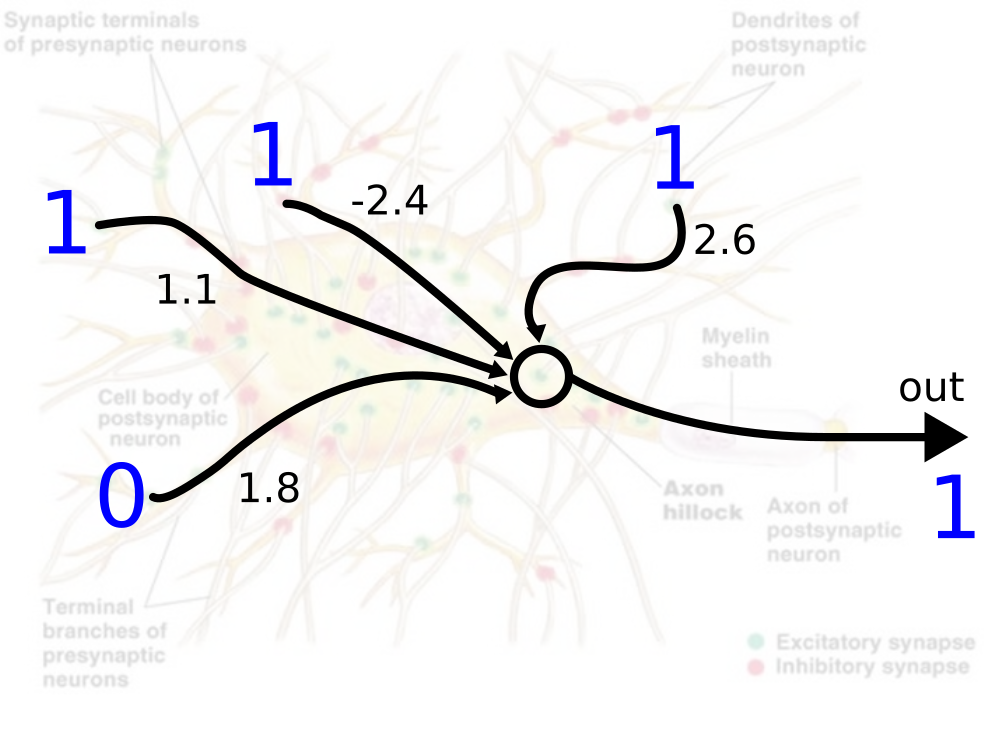 Synaptic terminals
of presynaptic neurons
Dendrites of
postsynaptic
neuron
1
1
1
-2.4
2.6
1.1
Myelin
sheath
out
Cell body of
postsynaptic
neuron
0
1.8
1
Axon
hillock
Axon of
postsynaptic
neuron
Terminal
branches of
presynaptic
neurons
Excitatory synapse
Inhibitory synapse